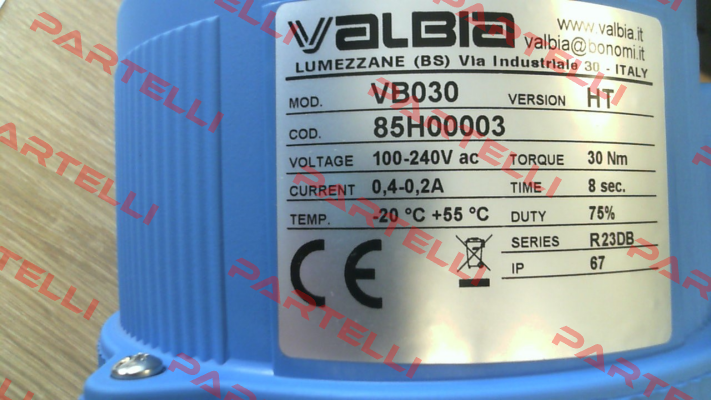 VALBIA www.valbia.it
valbia@bonomi.it
LUMEZZANE (BS) Via Industriale 30 - ITALY
MOD. VB030 VERSION HT
COD. 85H00003
VOLTAGE 100-240V ac TORQUE 30 Nm
CURRENT 0,4-0,2A TIME 8 sec.
TEMP. -20 °C +55 °C DUTY 75%
SERIES R23DB
IP 67
CE
PARTELLI
PARTELLI
PARTELLI
PARTELLI
PARTELLI
PARTELLI
PARTELLI
PARTELLI